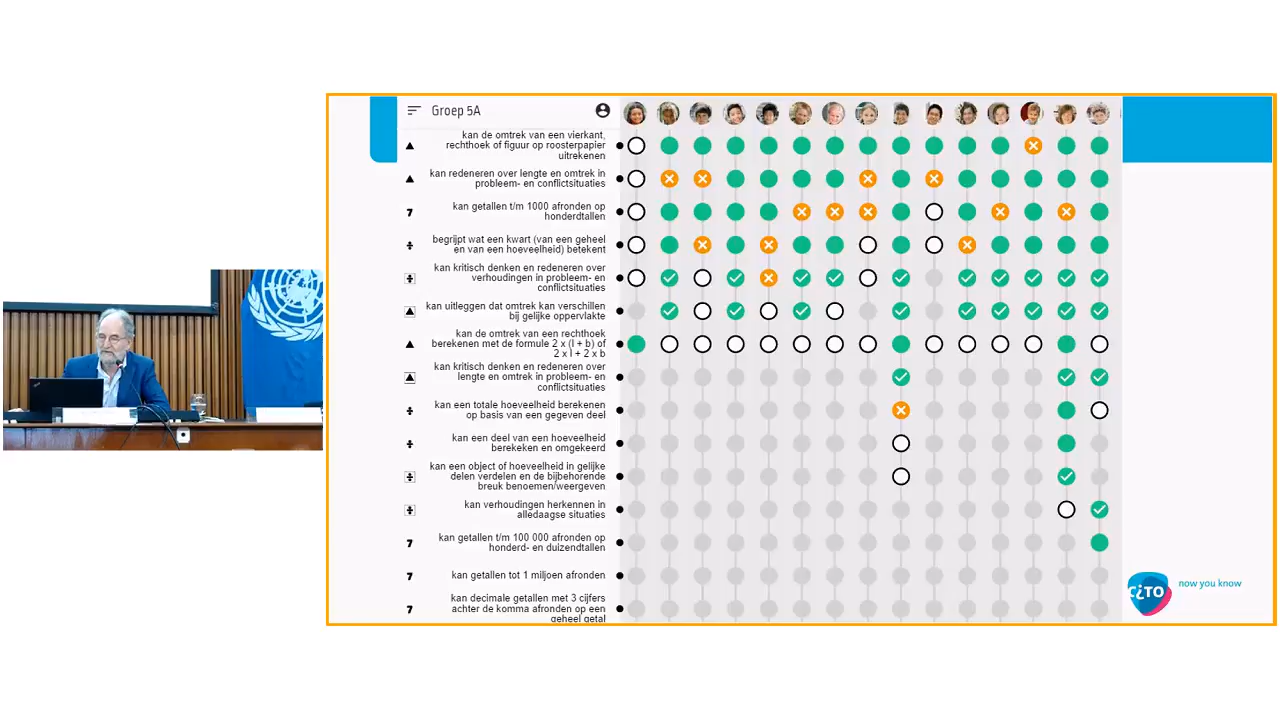 Groep 5A
kan de omtrek van een vierkant,
rechthoek of figuur op roosterpapier
uitrekenen
kan redeneren over lengte en omtrek in
probleem- en conflictsituaties
7
kan getallen t/m 1000 afronden op
honderdtallen
begrijpt wat een kwart (van een geheel
en van een hoeveelheid) betekent
kan kritisch denken en redeneren over
verhoudingen in probleem- en
conflictsituaties
kan uitleggen dat omtrek kan verschillen
bij gelijke oppervlakte
kan de omtrek van een rechthoek
berekenen met de formule 2 x (l + b) of
2 x l + 2 x b
kan kritisch denken en redeneren over
lengte en omtrek in probleem- en
conflictsituaties
kan een totale hoeveelheid berekenen
op basis van een gegeven deel
kan een deel van een hoeveelheid
berekeken en omgekeerd
kan een object of hoeveelheid in gelijke
delen verdelen en de bijbehorende
breuk benoemen/weergeven
kan verhoudingen herkennen in
alledaagse situaties
7
kan getallen t/m 100 000 afronden op
honderd- en duizendtallen
7
kan getallen tot 1 miljoen afronden
7
kan decimale getallen met 3 cijfers
achter de komma afronden op een
geheel getal
CiTO
now you know